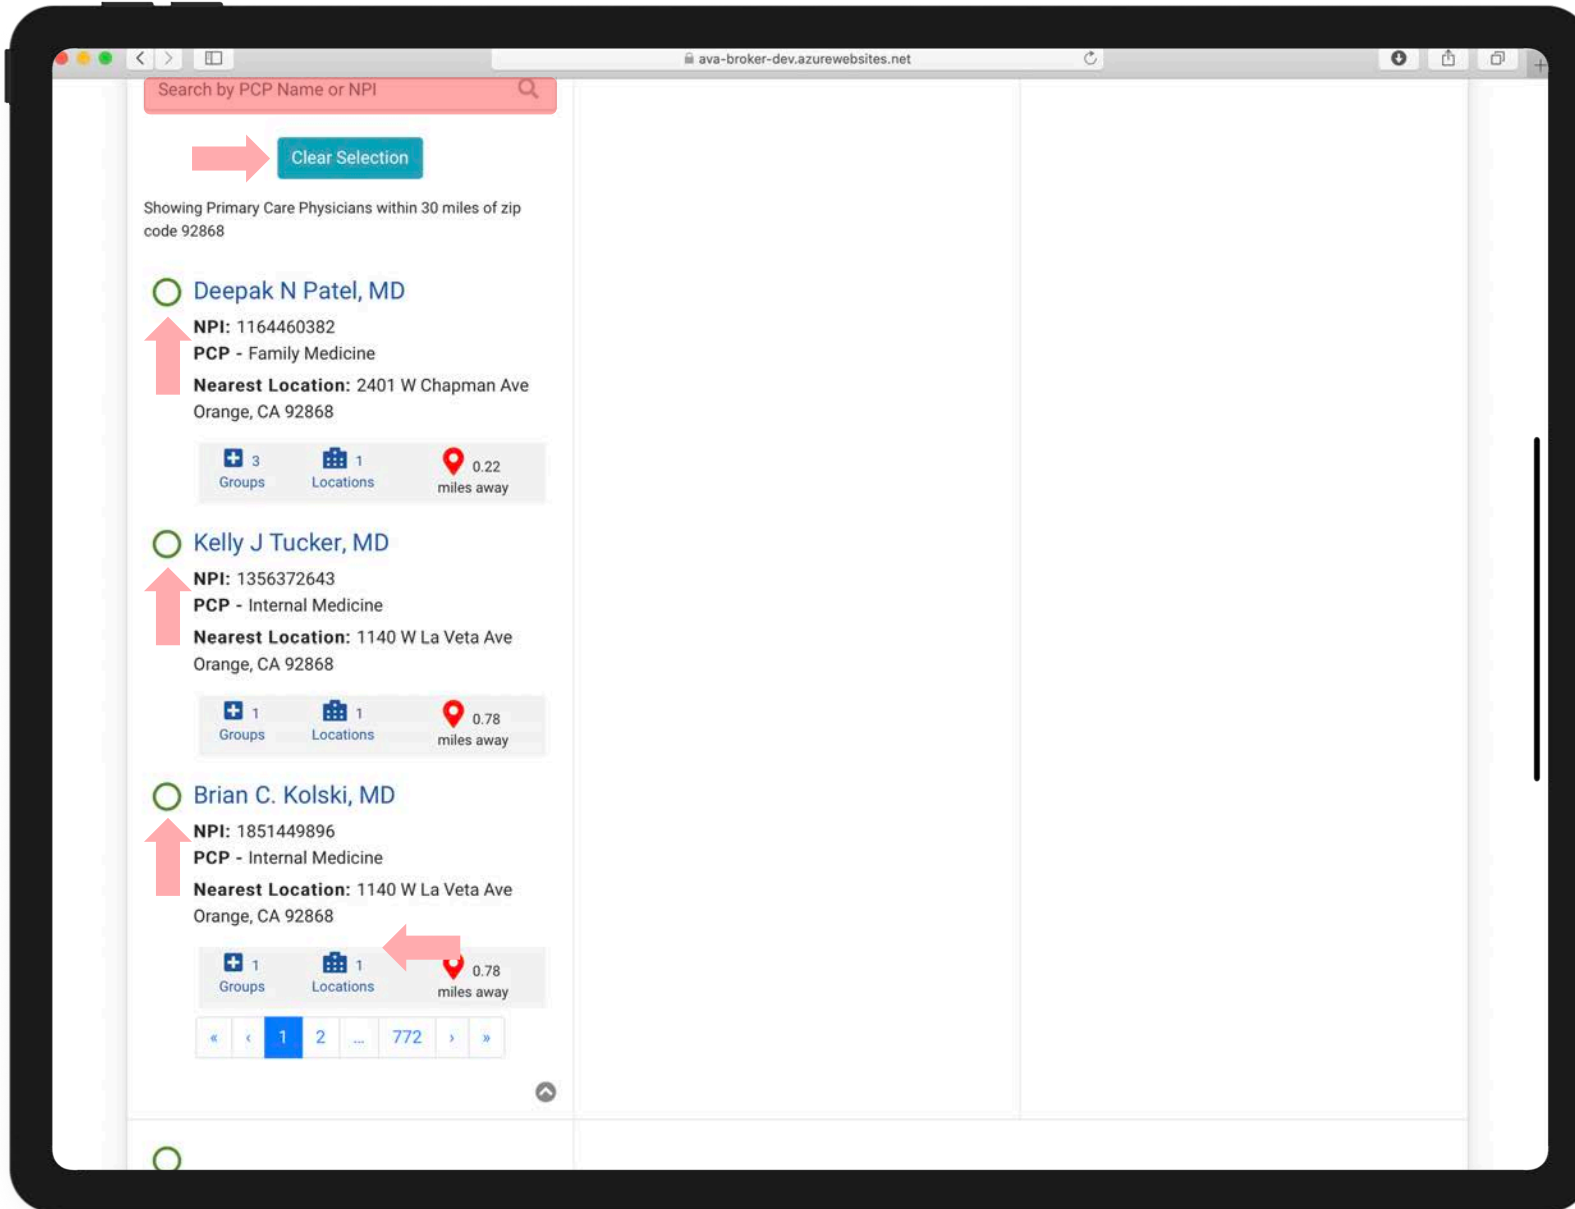 ava-broker-dev.azurewebsites.net
Search by PCP Name or NPI
Clear Selection
Showing Primary Care Physicians within 30 miles of zip
code 92868
Deepak N Patel, MD
NPI: 1164460382
PCP - Family Medicine
Nearest Location: 2401 W Chapman Ave
Orange, CA 92868
3 1 0.22
Groups Locations miles away
Kelly J Tucker, MD
NPI: 1356372643
PCP - Internal Medicine
Nearest Location: 1140 W La Veta Ave
Orange, CA 92868
1 1 0.78
Groups Locations miles away
Brian C. Kolski, MD
NPI: 1851449896
PCP - Internal Medicine
Nearest Location: 1140 W La Veta Ave
Orange, CA 92868
1 1 0.78
Groups Locations miles away
« ‹ 1 2 ... 772 › »